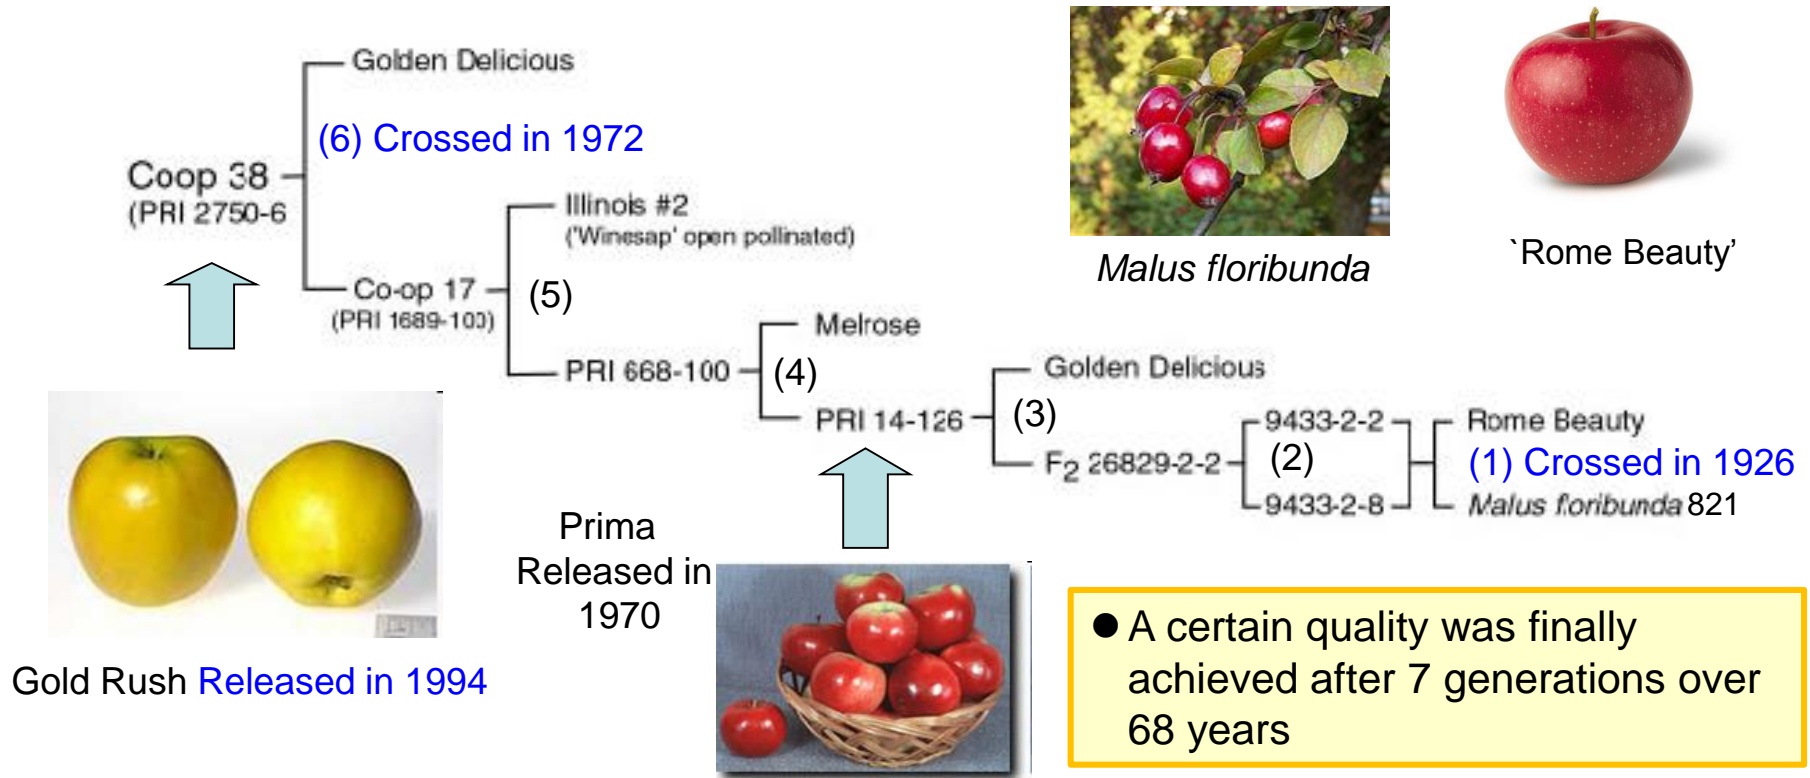 Golden Delicious
(6) Crossed in 1972
Coop 38
(PRI 2750-6
Illinois #2
('Winesap' open pollinated)
Co-op 17
(PRI 1689-100)
(5)
Malus floribunda
`Rome Beauty’
Melrose
PRI 668-100
(4)
Golden Delicious
PRI 14-126
(3)
9433-2-2
Rome Beauty
F2 26829-2-2
(2)
(1) Crossed in 1926
9433-2-8
Malus floribunda 821
Prima
Released in
1970
Gold Rush Released in 1994
● A certain quality was finally
achieved after 7 generations over
68 years